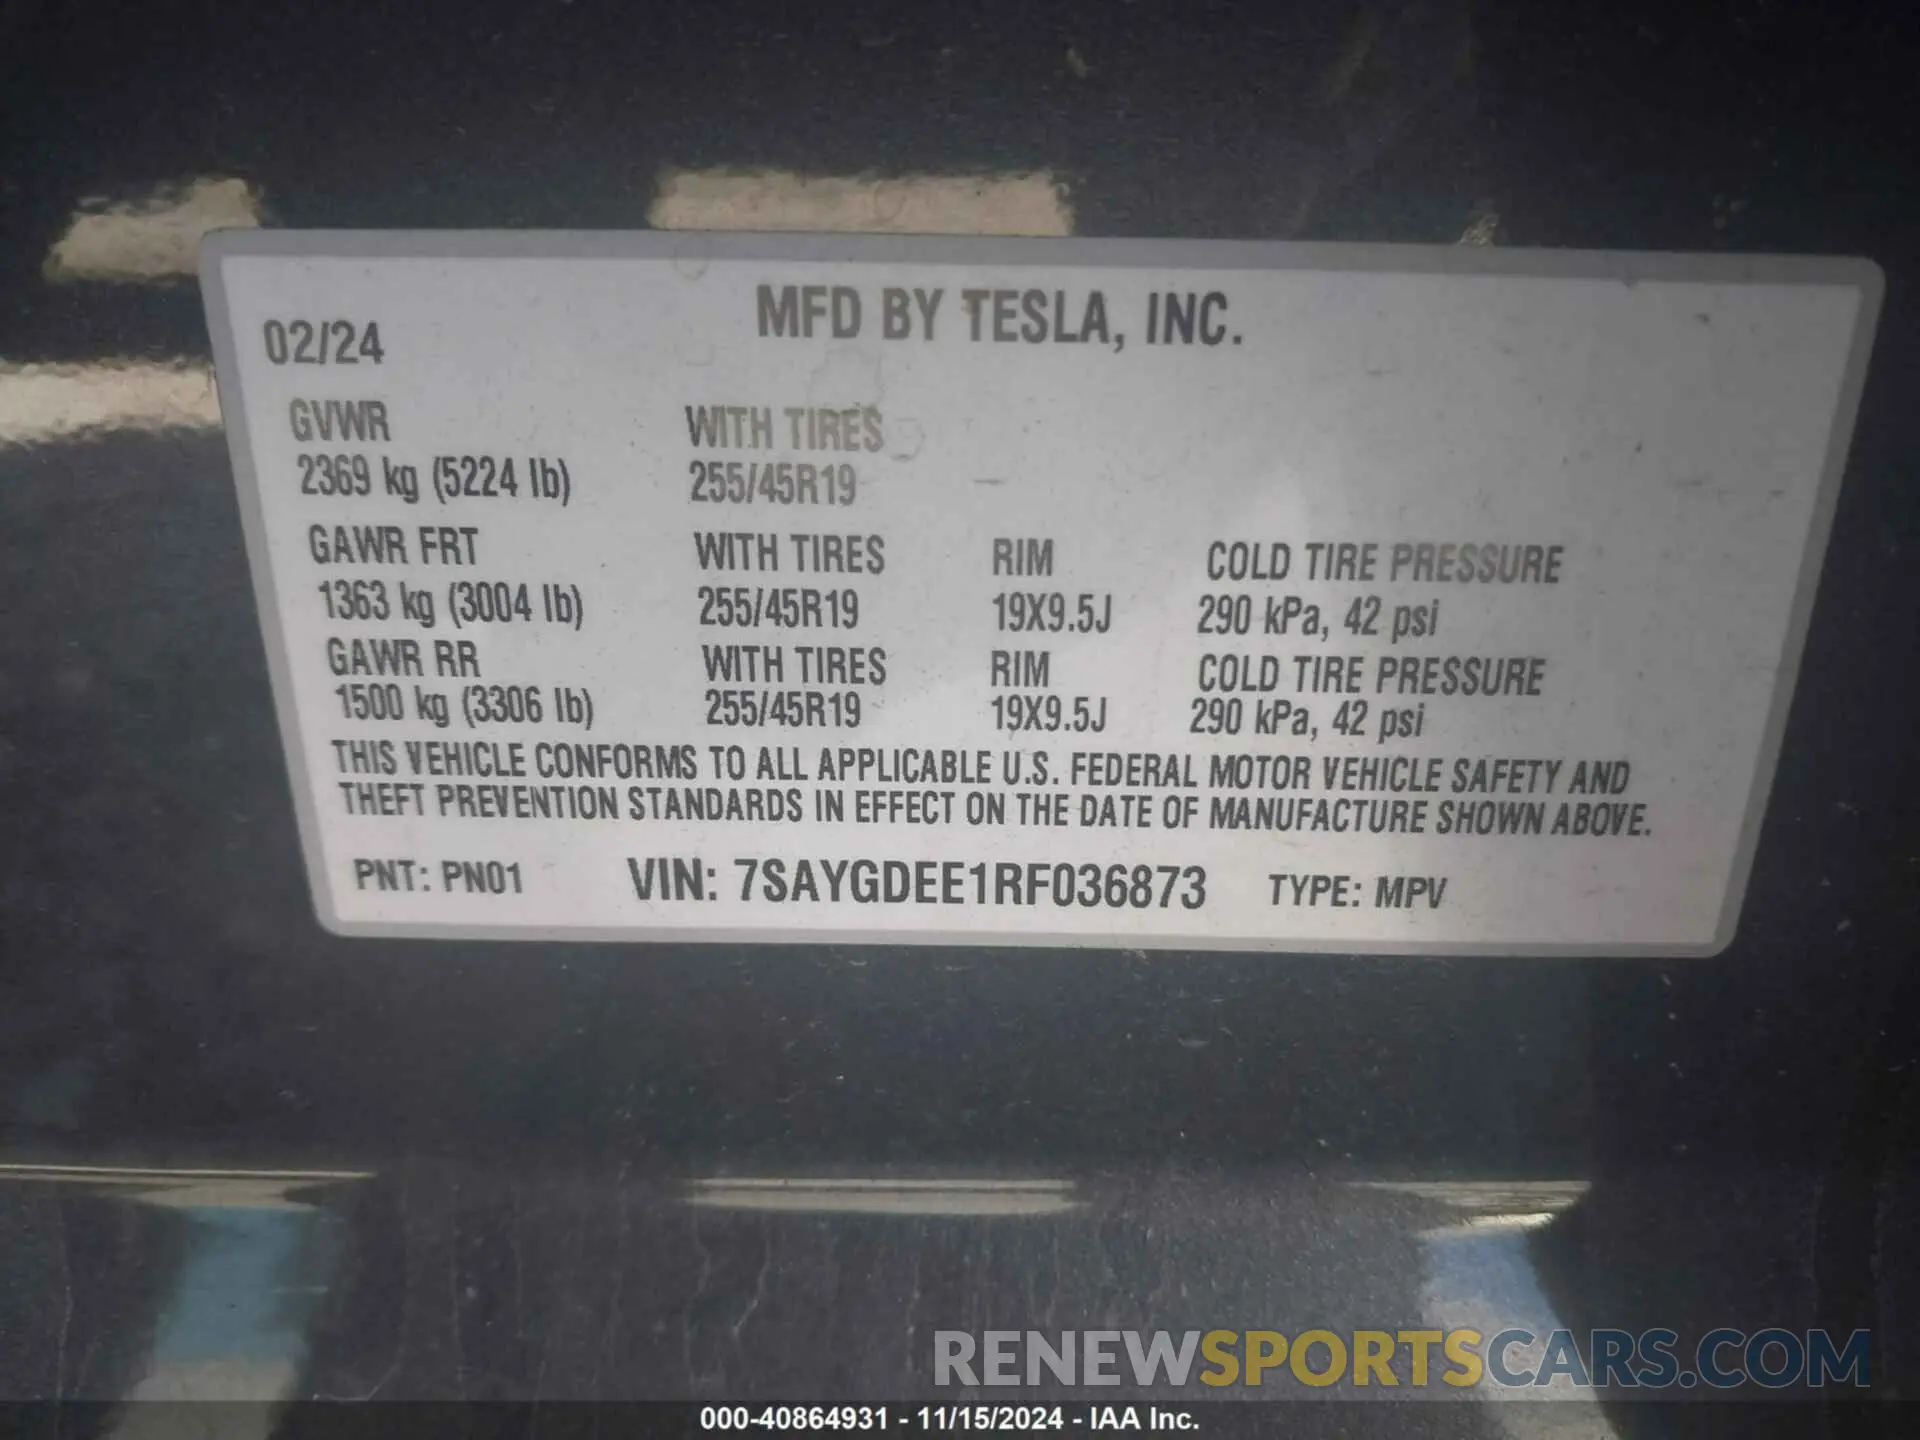 MFD BY TESLA, INC.
02/24
GVWR WITH TIRES
2369 kg (5224 lb) 255/45R19
GAWR FRT WITH TIRES RIM COLD TIRE PRESSURE
1363 kg (3004 lb) 255/45R19 19X9.5J 290 kPa, 42 psi
GAWR RR WITH TIRES RIM COLD TIRE PRESSURE
1500 kg (3306 lb) 255/45R19 19X9.5J 290 kPa, 42 psi
THIS VEHICLE CONFORMS TO ALL APPLICABLE U.S. FEDERAL MOTOR VEHICLE SAFETY AND
THEFT PREVENTION STANDARDS IN EFFECT ON THE DATE OF MANUFACTURE SHOWN ABOVE.
PNT: PN01 VIN: 7SAYGDEE1RF036873 TYPE: MPV
RENEWSPORTSCARS.COM
000-40864931 - 11/15/2024 - IAA Inc.